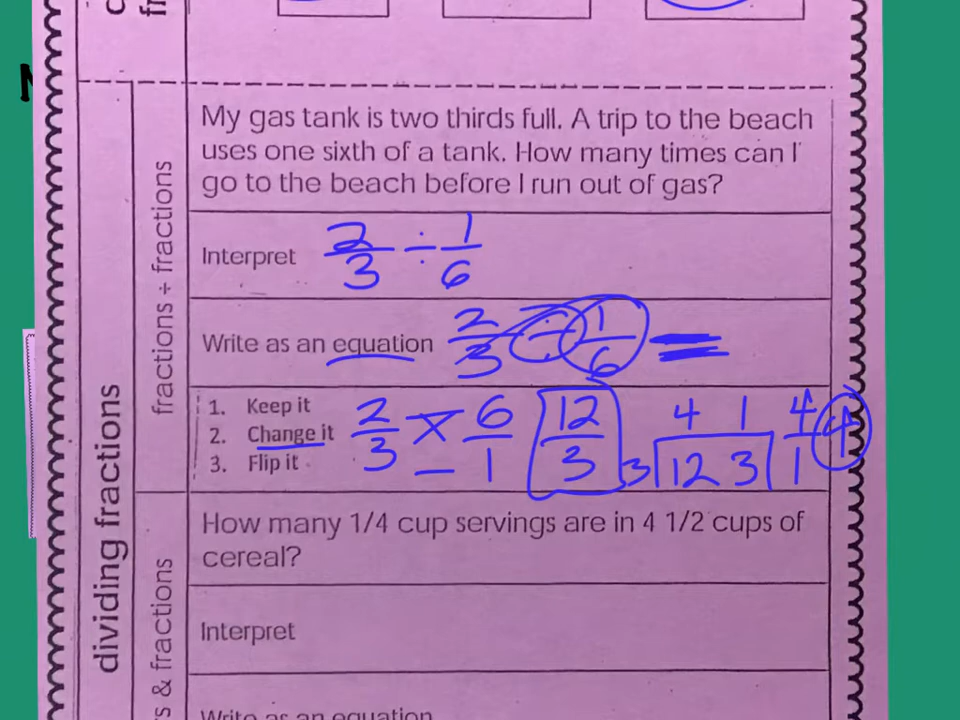 My gas tank is two thirds full. A trip to the beach
uses one sixth of a tank. How many times can I
go to the beach before I run out of gas?
dividing fractions
fractions ÷ fractions
Interpret 2/3 ÷ 1/6
Write as an equation 2/3 ÷ 1/6 =
1. Keep it
2. Change it
3. Flip it
2/3 × 6/1 12/3 3 12 3 4 1 4/1 4
How many 1/4 cup servings are in 4 1/2 cups of
cereal?
& fractions
Interpret
Write as an equation